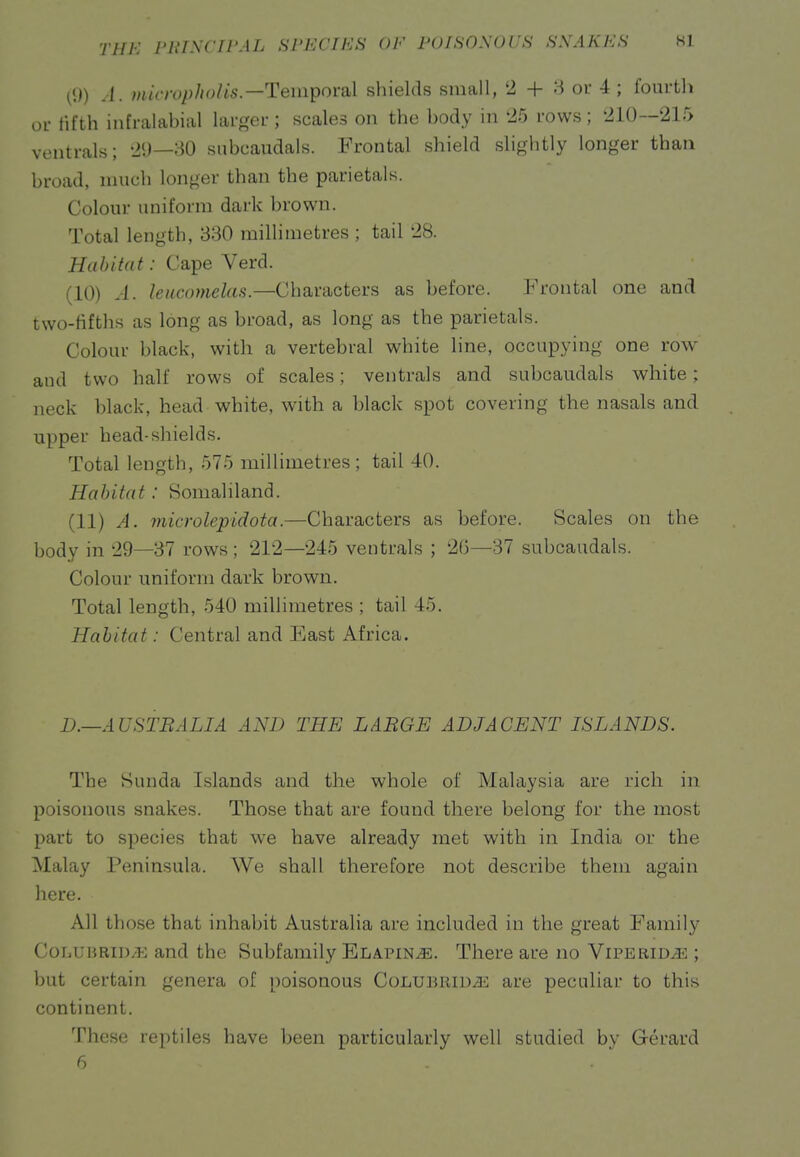 THE PRINCIPAL SPECIES OF POISONOUS SNAKES 81
(9) A. micropholis.—Temporal shields small, 2 + 3 or 4 ; fourth
or fifth infralabial larger ; scales on the body in 25 rows ; 210—215
ventrals ; 29—30 subcaudals. Frontal shield slightly longer than
broad, much longer than the parietals.
Colour uniform dark brown.
Total length, 330 millimetres ; tail 28.
Habitat : Cape Verd.
(10) A. leucomelas.—Characters as before. Frontal one and
two-fifths as long as broad, as long as the parietals.
Colour black, with a vertebral white line, occupying one row
and two half rows of scales ; ventrals and subcaudals white ;
neck black, head white, with a black spot covering the nasals and
upper head-shields.
Total length, 575 millimetres ; tail 40.
Habitat : Somaliland.
(11) A. microlepidota.—Characters as before. Scales on the
body in 29—37 rows ; 212—245 ventrals ; 26—37 subcaudals.
Colour uniform dark brown.
Total length, 540 millimetres ; tail 45.
Habitat : Central and East Africa.
D.—AUSTRALIA AND THE LARGE ADJACENT ISLANDS.
The Sunda Islands and the whole of Malaysia are rich in
poisonous snakes. Those that are found there belong for the most
part to species that we have already met with in India or the
Malay Peninsula. We shall therefore not describe them again
here.
All those that inhabit Australia are included in the great Family
COLUBRIDÆ and the Subfamily ELAPINÆ. There are no VIPERIDÆ ;
but certain genera of poisonous COLUBRIDÆ are peculiar to this
continent.
These reptiles have been particularly well studied by Gérard
6